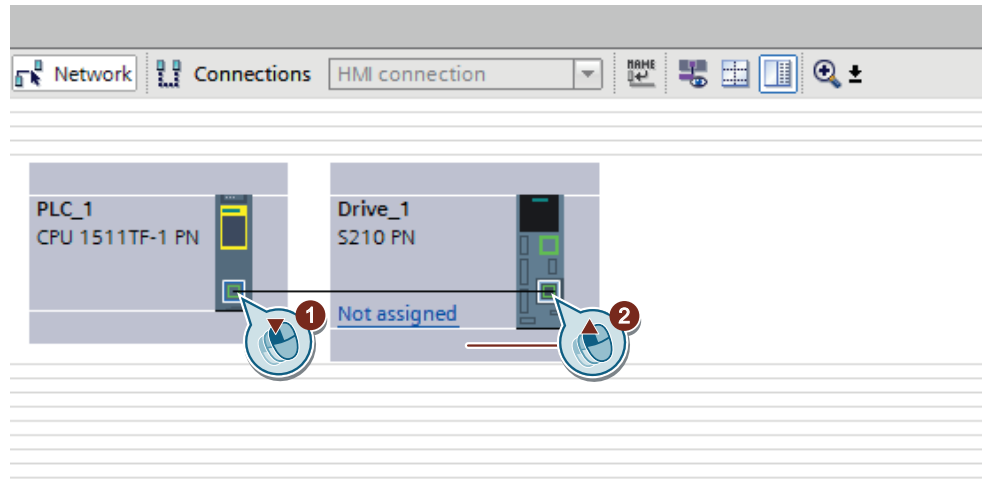 Network Connections HMI connection NAME
PLC_1
CPU 1511TF-1 PN
Drive_1
S210 PN
Not assigned
1
2